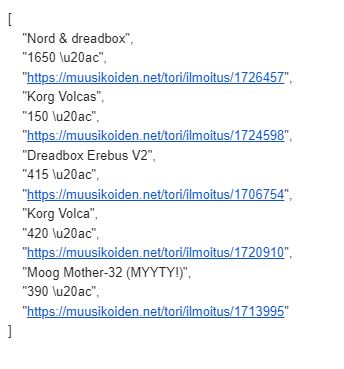 [
"Nord & dreadbox",
"1650 \u20ac",
"https://muusikoiden.net/tori/ilmoitus/1726457",
"Korg Volcas",
"150 \u20ac",
"https://muusikoiden.net/tori/ilmoitus/1724598",
"Dreadbox Erebus V2",
"415 \u20ac",
"https://muusikoiden.net/tori/ilmoitus/1706754",
"Korg Volca",
"420 \u20ac",
"https://muusikoiden.net/tori/ilmoitus/1720910",
"Moog Mother-32 (MYYTY!)",
"390 \u20ac",
"https://muusikoiden.net/tori/ilmoitus/1713995"
]